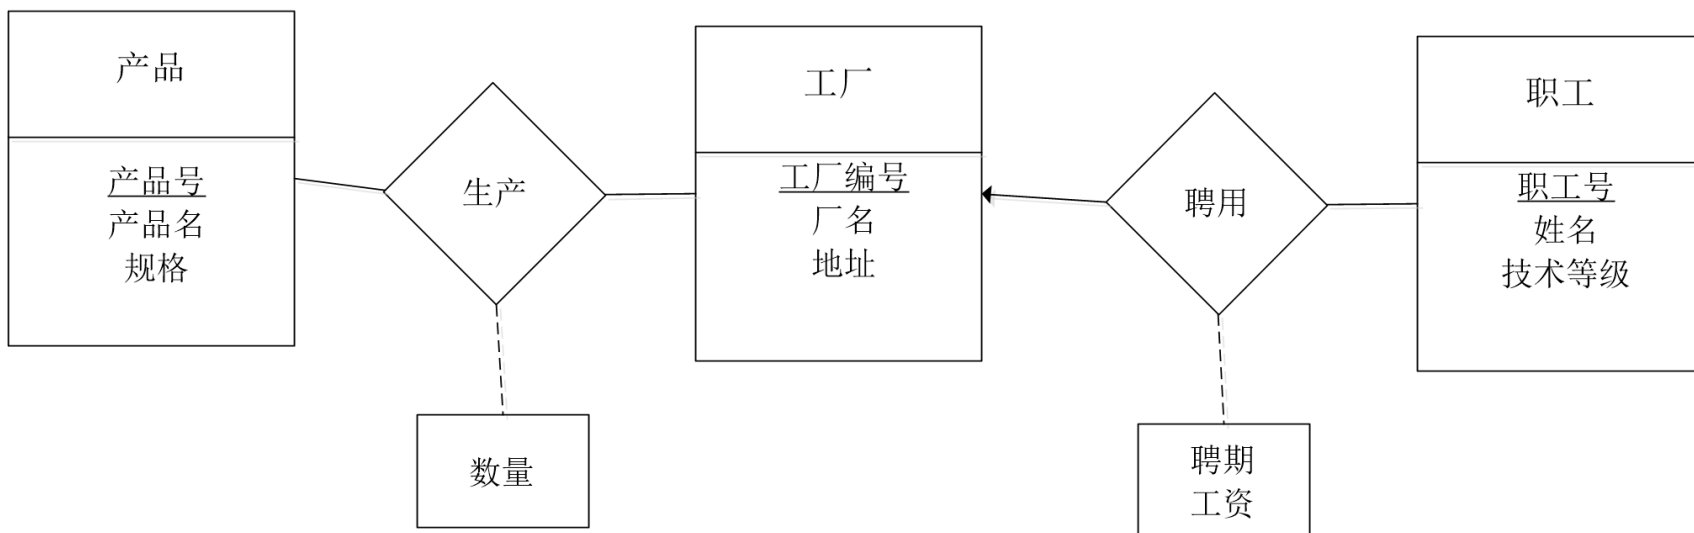 产品
产品号
产品名
规格
生产
数量
工厂
工厂编号
厂名
地址
聘用
聘期
工资
职工
职工号
姓名
技术等级